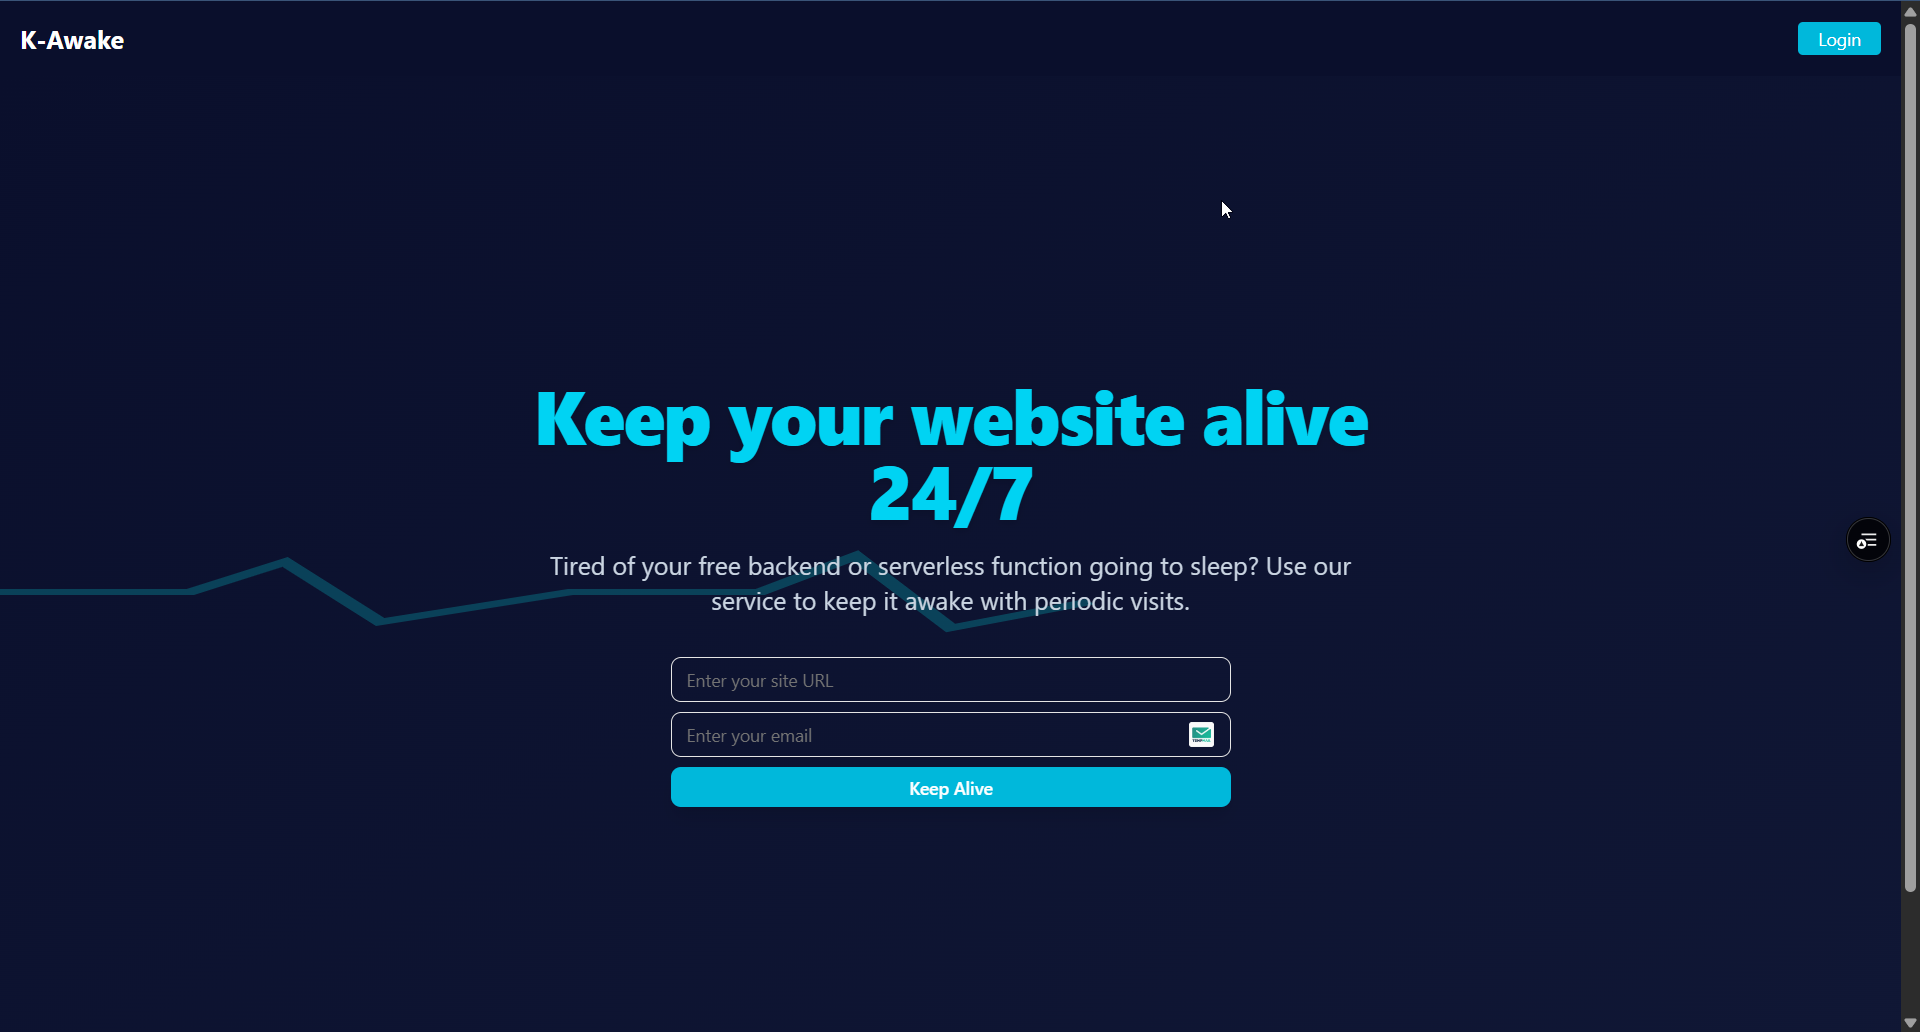 K-Awake
Login
Keep your website alive
24/7
Tired of your free backend or serverless function going to sleep? Use our
service to keep it awake with periodic visits.
Enter your site URL
Enter your email
Keep Alive